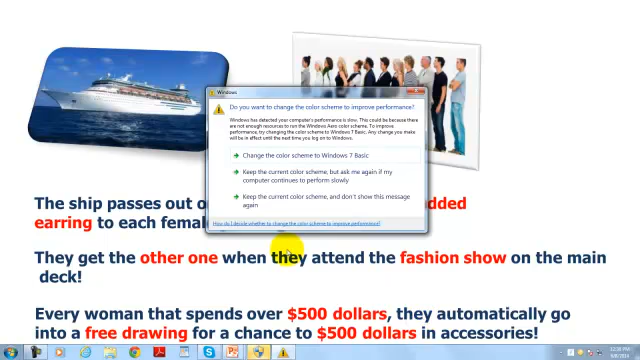 Windows
Do you want to change the color scheme to improve performance?
Windows has detected your computer's performance is slow. This could be because there
are not enough resources to run the Windows Aero color scheme. To improve
performance, try changing the color scheme to Windows 7 Basic. Any change you make
will be in effect until the next time you log on to Windows.
Change the color scheme to Windows 7 Basic
Keep the current color scheme, but ask me again if my
computer continues to perform slowly
Keep the current color scheme, and don't show this message
again
How do I decide whether to change the color scheme to improve performance?
The ship passes out o dded
earring to each femal
They get the other one when they attend the fashion show on the main
deck!
Every woman that spends over $500 dollars, they automatically go
into a free drawing for a chance to $500 dollars in accessories!